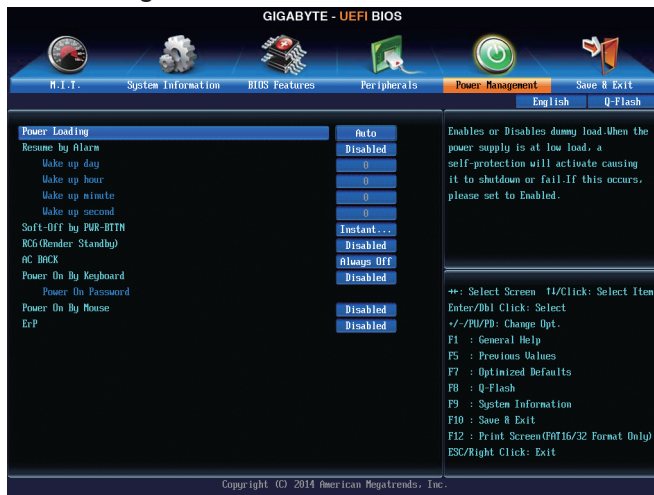 GIGABYTE - UEFI BIOS
M.I.T. System Information BIOS Features Peripherals Power Management Save & Exit
English Q-Flash
Power Loading Auto
Resume by Alarm Disabled
Wake up day 0
Wake up hour 0
Wake up minute 0
Wake up second 0
Soft-Off by PWR-BTTN Instant...
RC6(Render Standby) Disabled
AC BACK Always Off
Power On By Keyboard Disabled
Power On Password
Power On By Mouse Disabled
ErP Disabled
Enables or Disables dummy load.When the
power supply is at low load, a
self-protection will activate causing
it to shutdown or fail.If this occurs,
please set to Enabled.
↔: Select Screen ↑↓/Click: Select Item
Enter/Dbl Click: Select
+/-/PU/PD: Change Opt.
F1 : General Help
F5 : Previous Values
F7 : Optimized Defaults
F8 : Q-Flash
F9 : System Information
F10 : Save & Exit
F12 : Print Screen(FAT16/32 Format Only)
ESC/Right Click: Exit
Copyright (C) 2014 American Megatrends, Inc.